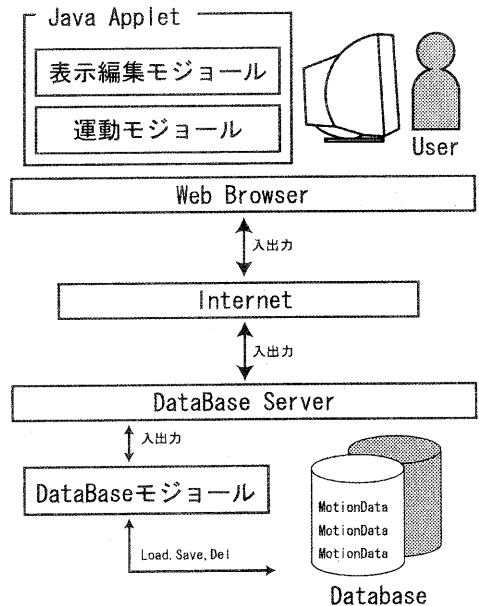 Java Applet
表示編集モジョール
運動モジョール
User
Web Browser
入出力
Internet
入出力
DataBase Server
入出力
DataBaseモジョール
MotionData
MotionData
MotionData
Load.Save,Del
Database